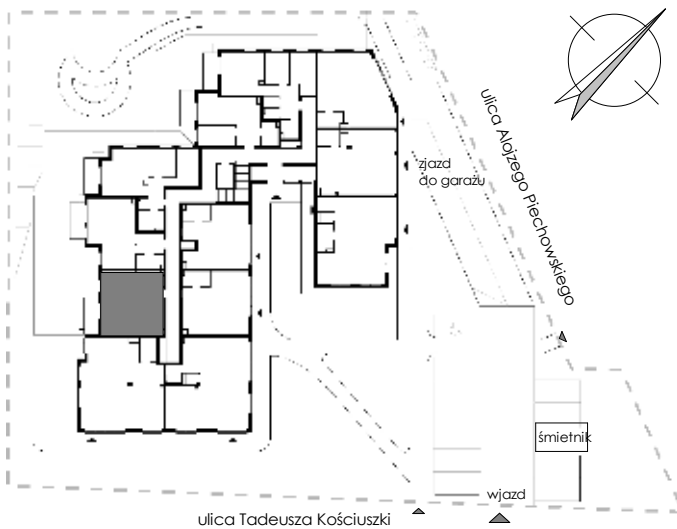 ulica Alojzego Piechowskiego
zjazd
do garażu
śmietnik
wjazd
ulica Tadeusza Kościuszki